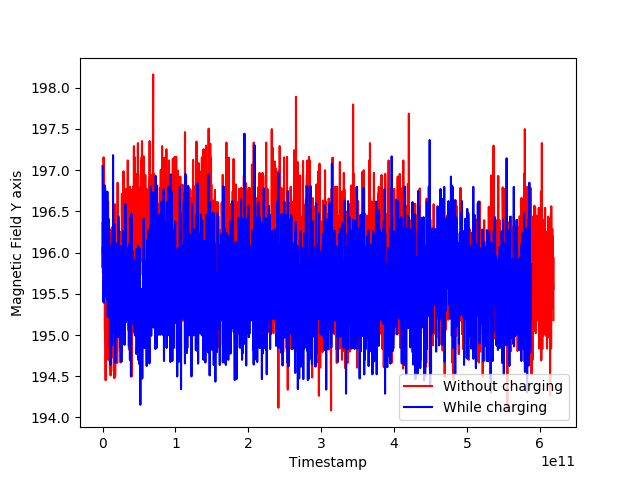 198.0
197.5
197.0
196.5
196.0
195.5
195.0
194.5
194.0
Magnetic Field Y axis
Without charging
While charging
0 1 2 3 4 5 6
1e11
Timestamp